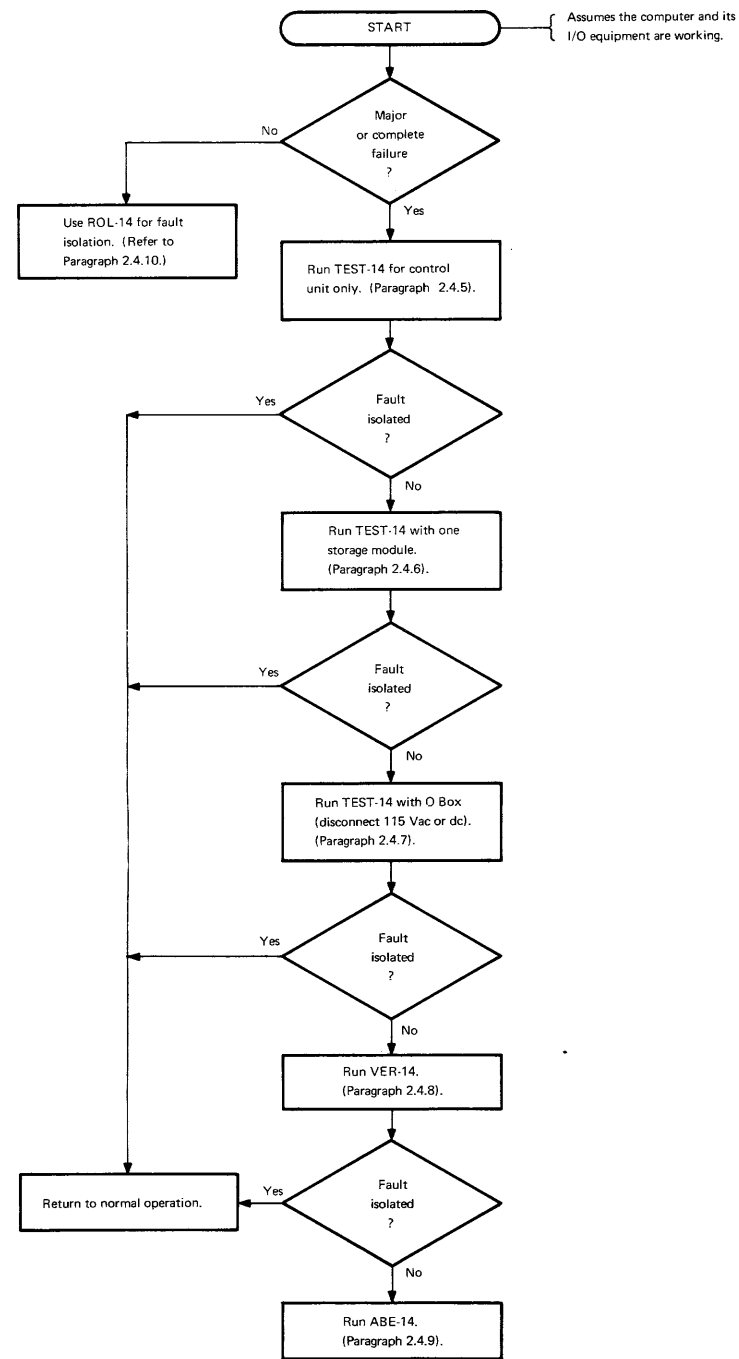 START
Assumes the computer and its
I/O equipment are working.
Major
or complete
failure
?
No
Yes
Use ROL-14 for fault
isolation. (Refer to
Paragraph 2.4.10.)
Run TEST-14 for control
unit only. (Paragraph 2.4.5).
Fault
isolated
?
Yes
No
Run TEST-14 with one
storage module.
(Paragraph 2.4.6).
Fault
isolated
?
Yes
No
Run TEST-14 with O Box
(disconnect 115 Vac or dc).
(Paragraph 2.4.7).
Fault
isolated
?
Yes
No
Run VER-14.
(Paragraph 2.4.8).
Fault
isolated
?
Yes
Return to normal operation.
No
Run ABE-14.
(Paragraph 2.4.9).